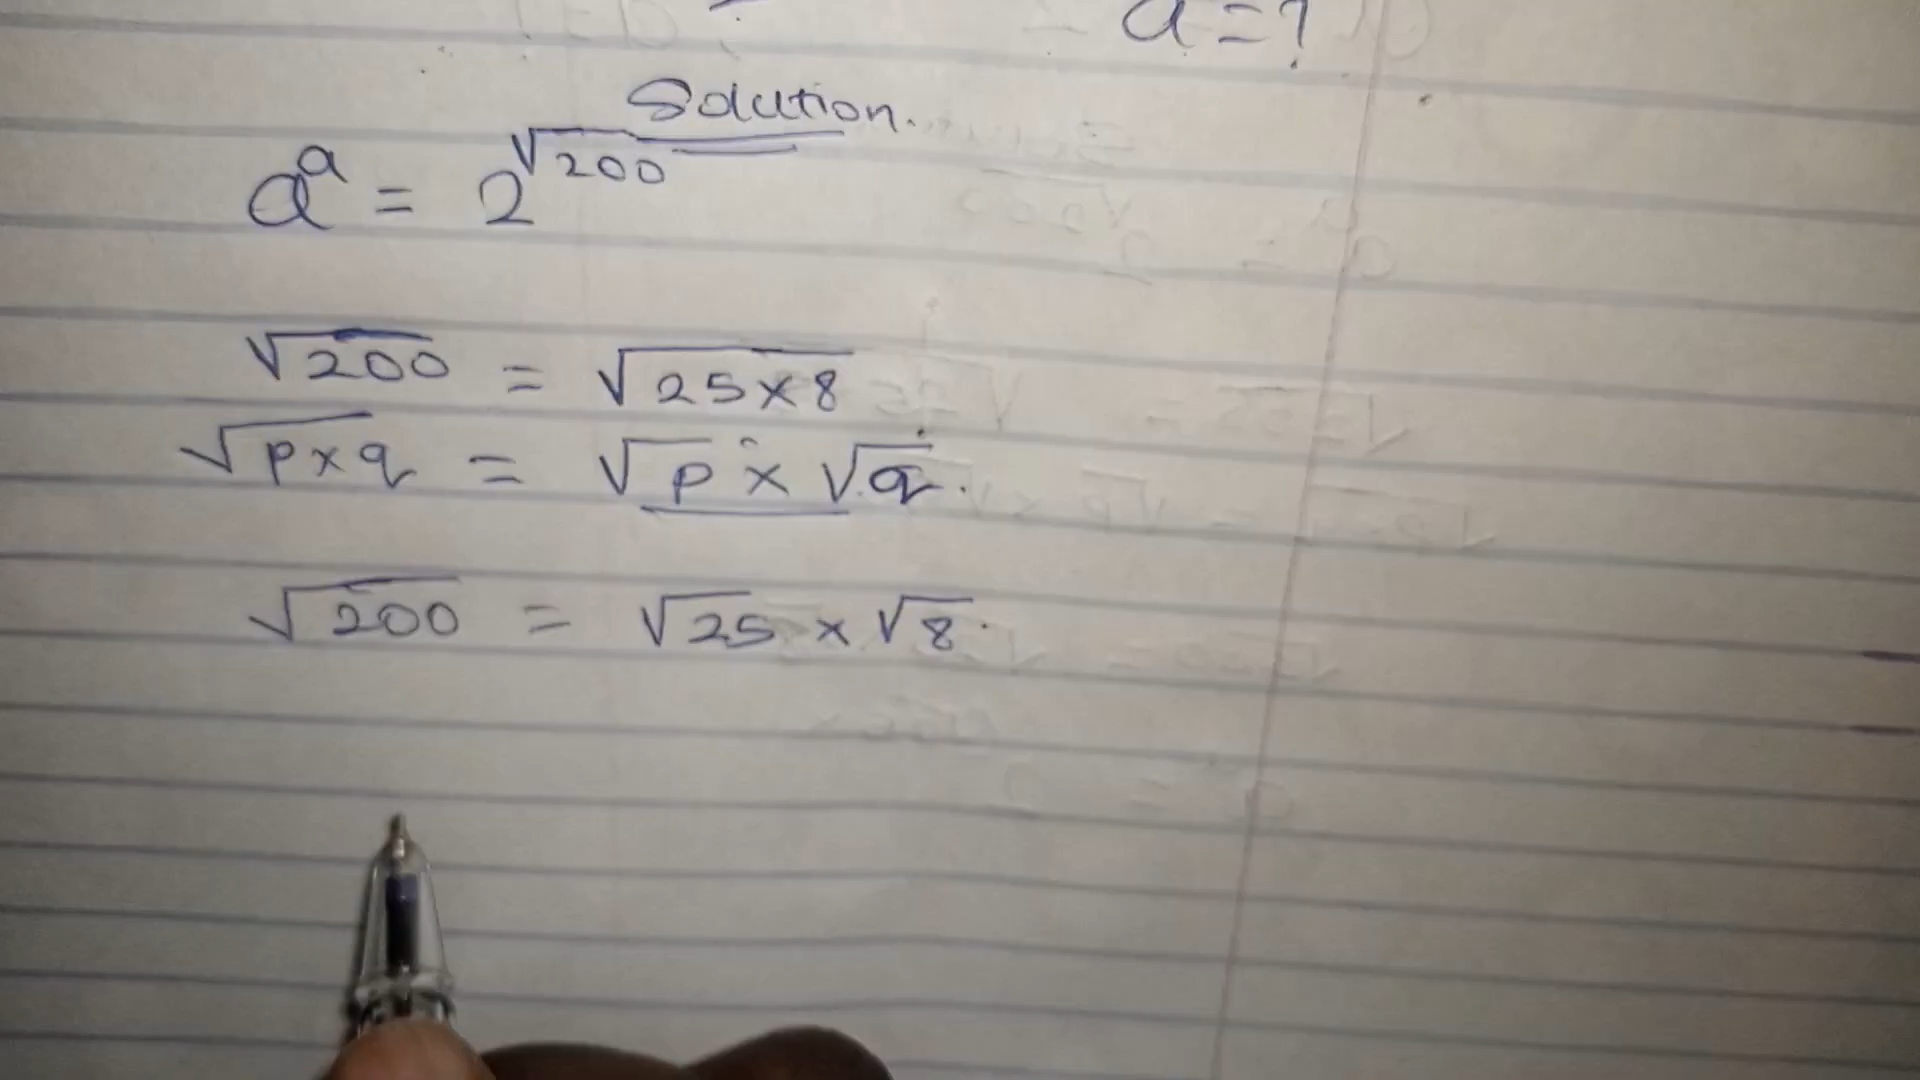 a = ?
Solution.
a^a = 2^√200
√200 = √25×8
√p×q = √p × √q.
√200 = √25 × √8.